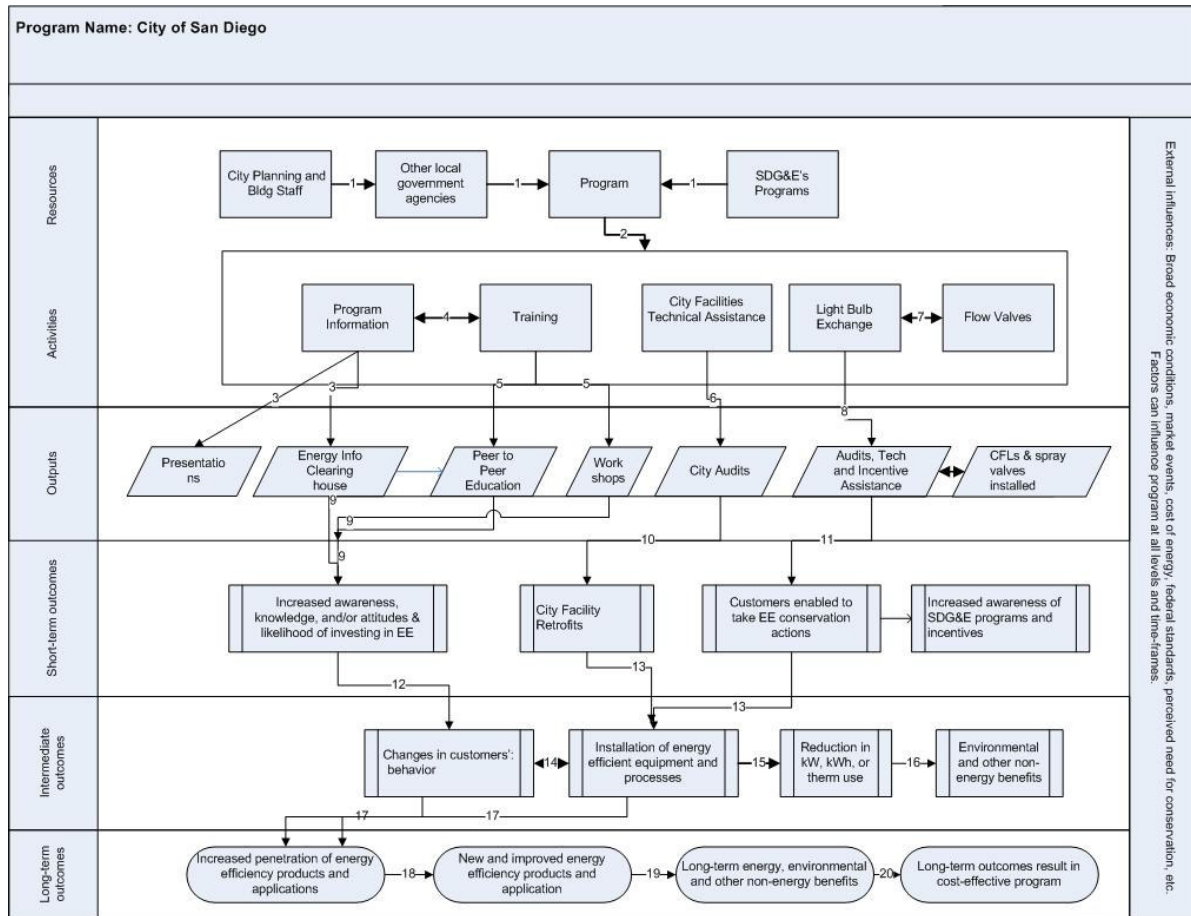 Program Name: City of San Diego
Resources
City Planning and
Bldg Staff
1
Other local
government
agencies
1
Program
1
SDG&E's
Programs
2
Activities
Program
Information
4
Training
City Facilities
Technical Assistance
Light Bulb
Exchange
7
Flow Valves
3
3
5
5
6
8
Outputs
Presentatio
ns
Energy Info
Clearing
house
Peer to
Peer
Education
Work
shops
City Audits
Audits, Tech
and Incentive
Assistance
CFLs & spray
valves
installed
9
9
9
10
11
Short-term outcomes
Increased awareness,
knowledge, and/or attitudes &
likelihood of investing in EE
City Facility
Retrofits
Customers enabled to
take EE conservation
actions
Increased awareness of
SDG&E programs and
incentives
12
13
13
Intermediate
outcomes
Changes in customers':
behavior
14
Installation of energy
efficient equipment and
processes
15
Reduction in
kW, kWh, or
therm use
16
Environmental
and other non-
energy benefits
17
17
Long-term
outcomes
Increased penetration of energy
efficiency products and
applications
18
New and improved energy
efficiency products and
application
19
Long-term energy, environmental
and other non-energy benefits
20
Long-term outcomes result in
cost-effective program
External influences: Broad economic conditions, market events, cost of energy, federal standards, perceived need for conservation, etc.
Factors can influence program at all levels and time-frames.